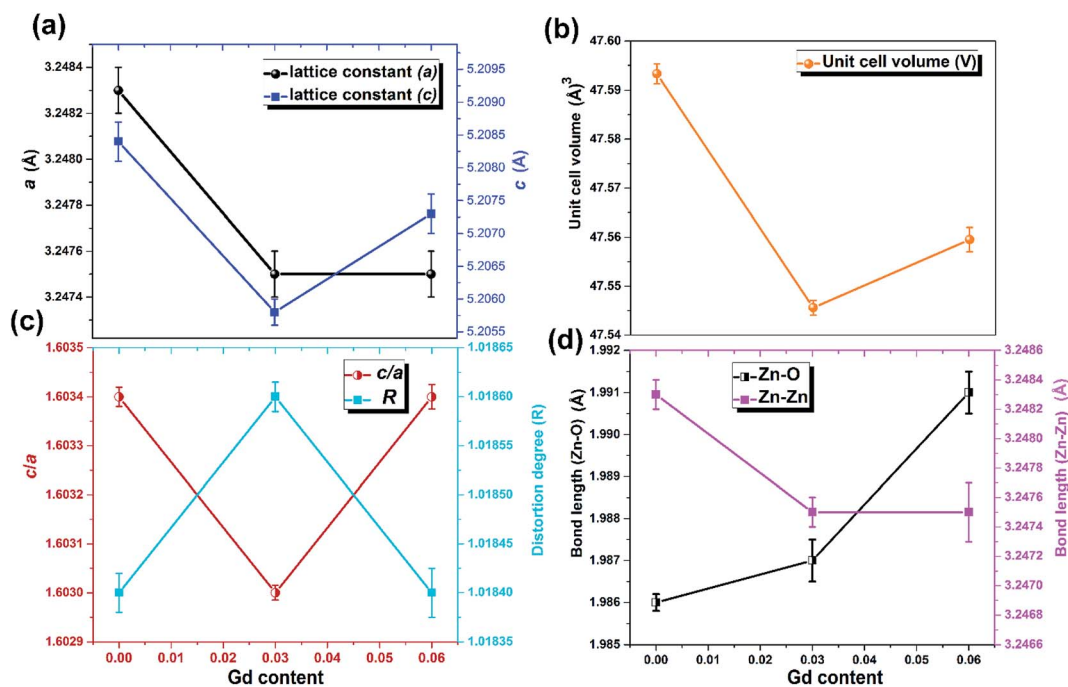 (a)
lattice constant (a)
lattice constant (c)
3.2484
3.2482
3.2480
3.2478
3.2476
3.2474
a (Å)
5.2095
5.2090
5.2085
5.2080
5.2075
5.2070
5.2065
5.2060
5.2055
c (Å)
(b)
Unit cell volume (V)
47.60
47.59
47.58
47.57
47.56
47.55
47.54
Unit cell volume (Å)3
(c)
c/a
R
1.6035
1.6034
1.6033
1.6032
1.6031
1.6030
1.6029
c/a
1.01865
1.01860
1.01855
1.01850
1.01845
1.01840
1.01835
Distortion degree (R)
0.00 0.01 0.02 0.03 0.04 0.05 0.06
Gd content
(d)
Zn-O
Zn-Zn
1.992
1.991
1.990
1.989
1.988
1.987
1.986
1.985
Bond length (Zn-O) (Å)
3.2486
3.2484
3.2482
3.2480
3.2478
3.2476
3.2474
3.2472
3.2470
3.2468
3.2466
Bond length (Zn-Zn) (Å)
0.00 0.01 0.02 0.03 0.04 0.05 0.06
Gd content